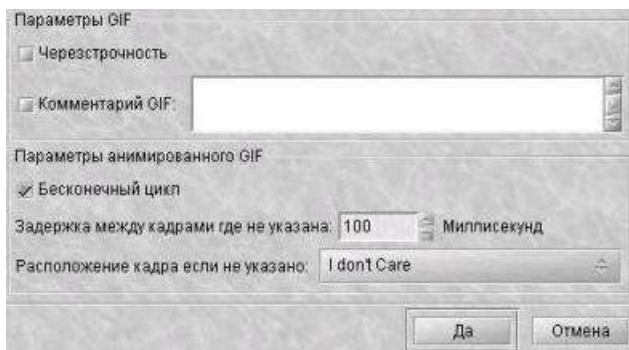 Параметры GIF
Черезстрочность
Комментарий GIF:
Параметры анимированного GIF
Бесконечный цикл
Задержка между кадрами где не указана: 100 Миллисекунд
Расположение кадра если не указано: I don't Care
Да Отмена